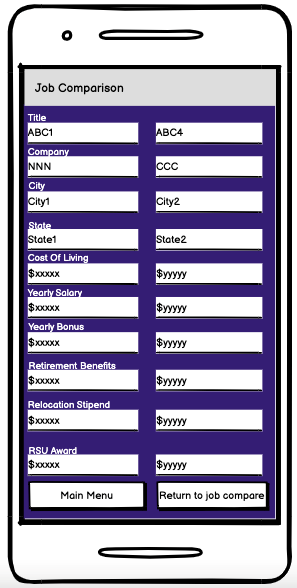 Job Comparison
Title
ABC1 ABC4
Company
NNN CCC
City
City1 City2
State
State1 State2
Cost Of Living
$xxxxx $yyyyy
Yearly Salary
$xxxxx $yyyyy
Yearly Bonus
$xxxxx $yyyyy
Retirement Benefits
$xxxxx $yyyyy
Relocation Stipend
$xxxxx $yyyyy
RSU Award
$xxxxx $yyyyy
Main Menu Return to job compare